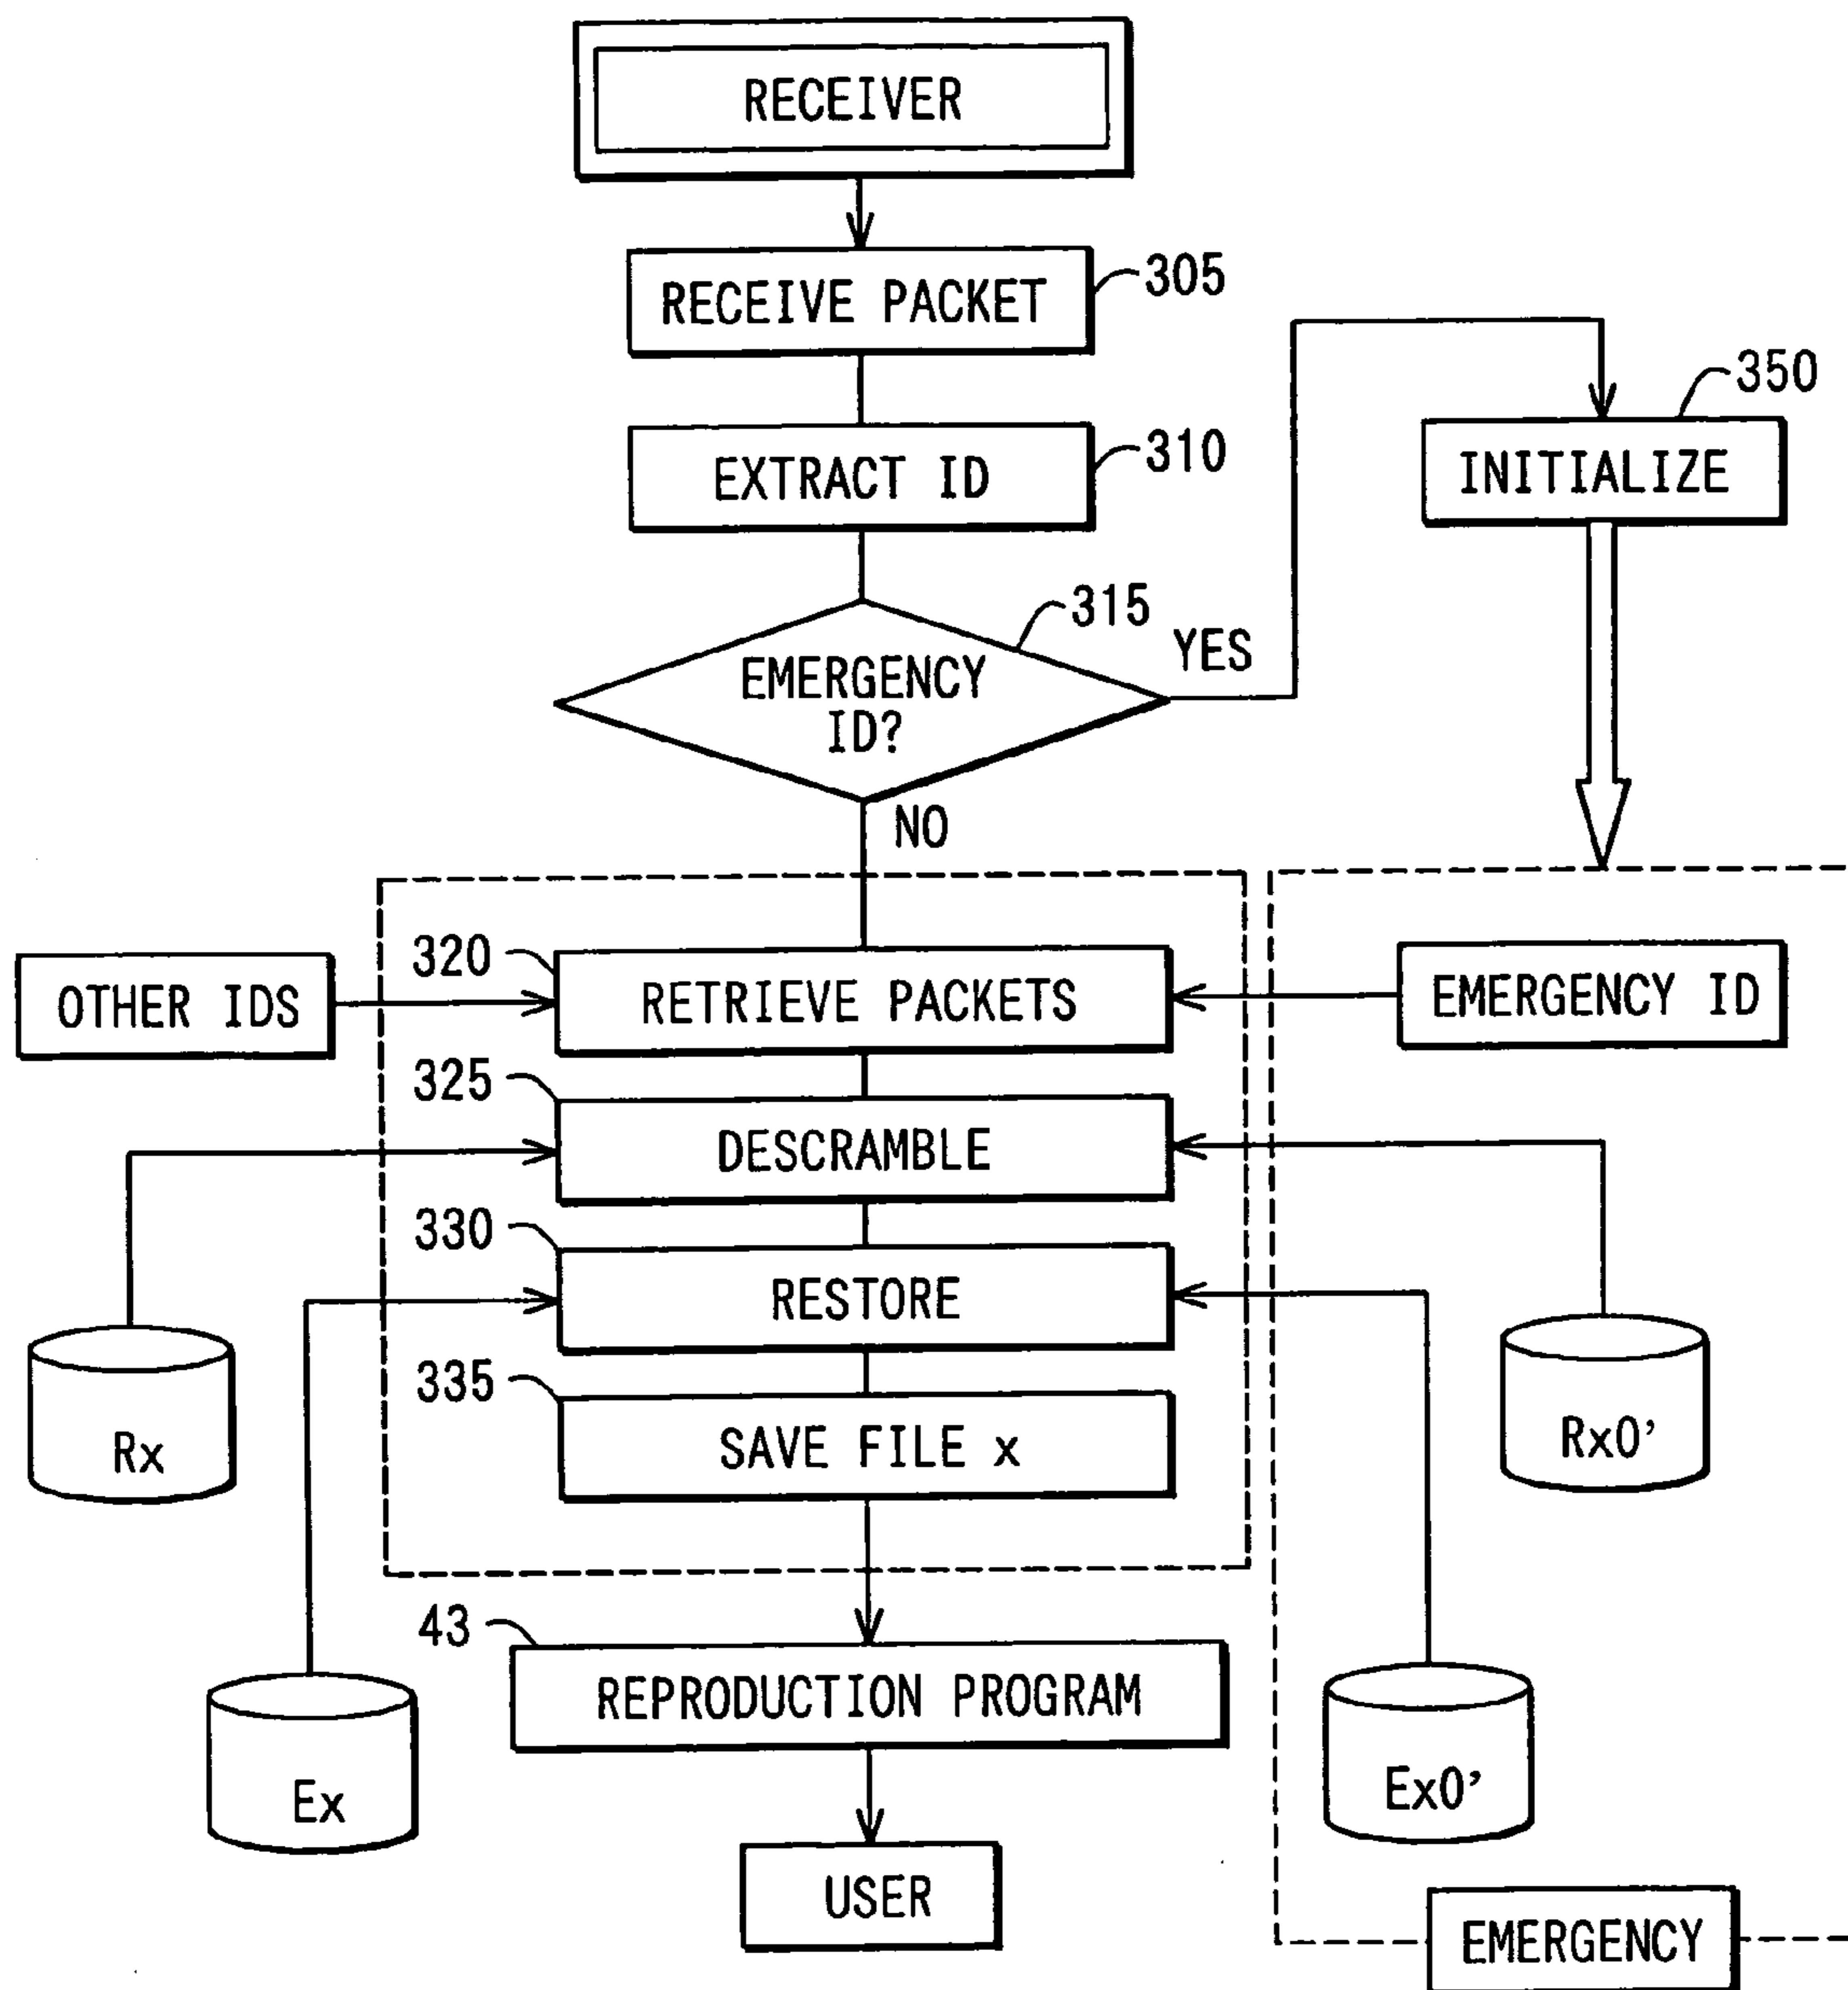 RECEIVER
RECEIVE PACKET
305
EXTRACT ID
310
350
INITIALIZE
315
EMERGENCY
ID?
YES
NO
OTHER IDS
320
RETRIEVE PACKETS
EMERGENCY ID
325
DESCRAMBLE
330
RESTORE
335
SAVE FILE x
Rx
Rx0'
43
REPRODUCTION PROGRAM
Ex
Ex0'
USER
EMERGENCY